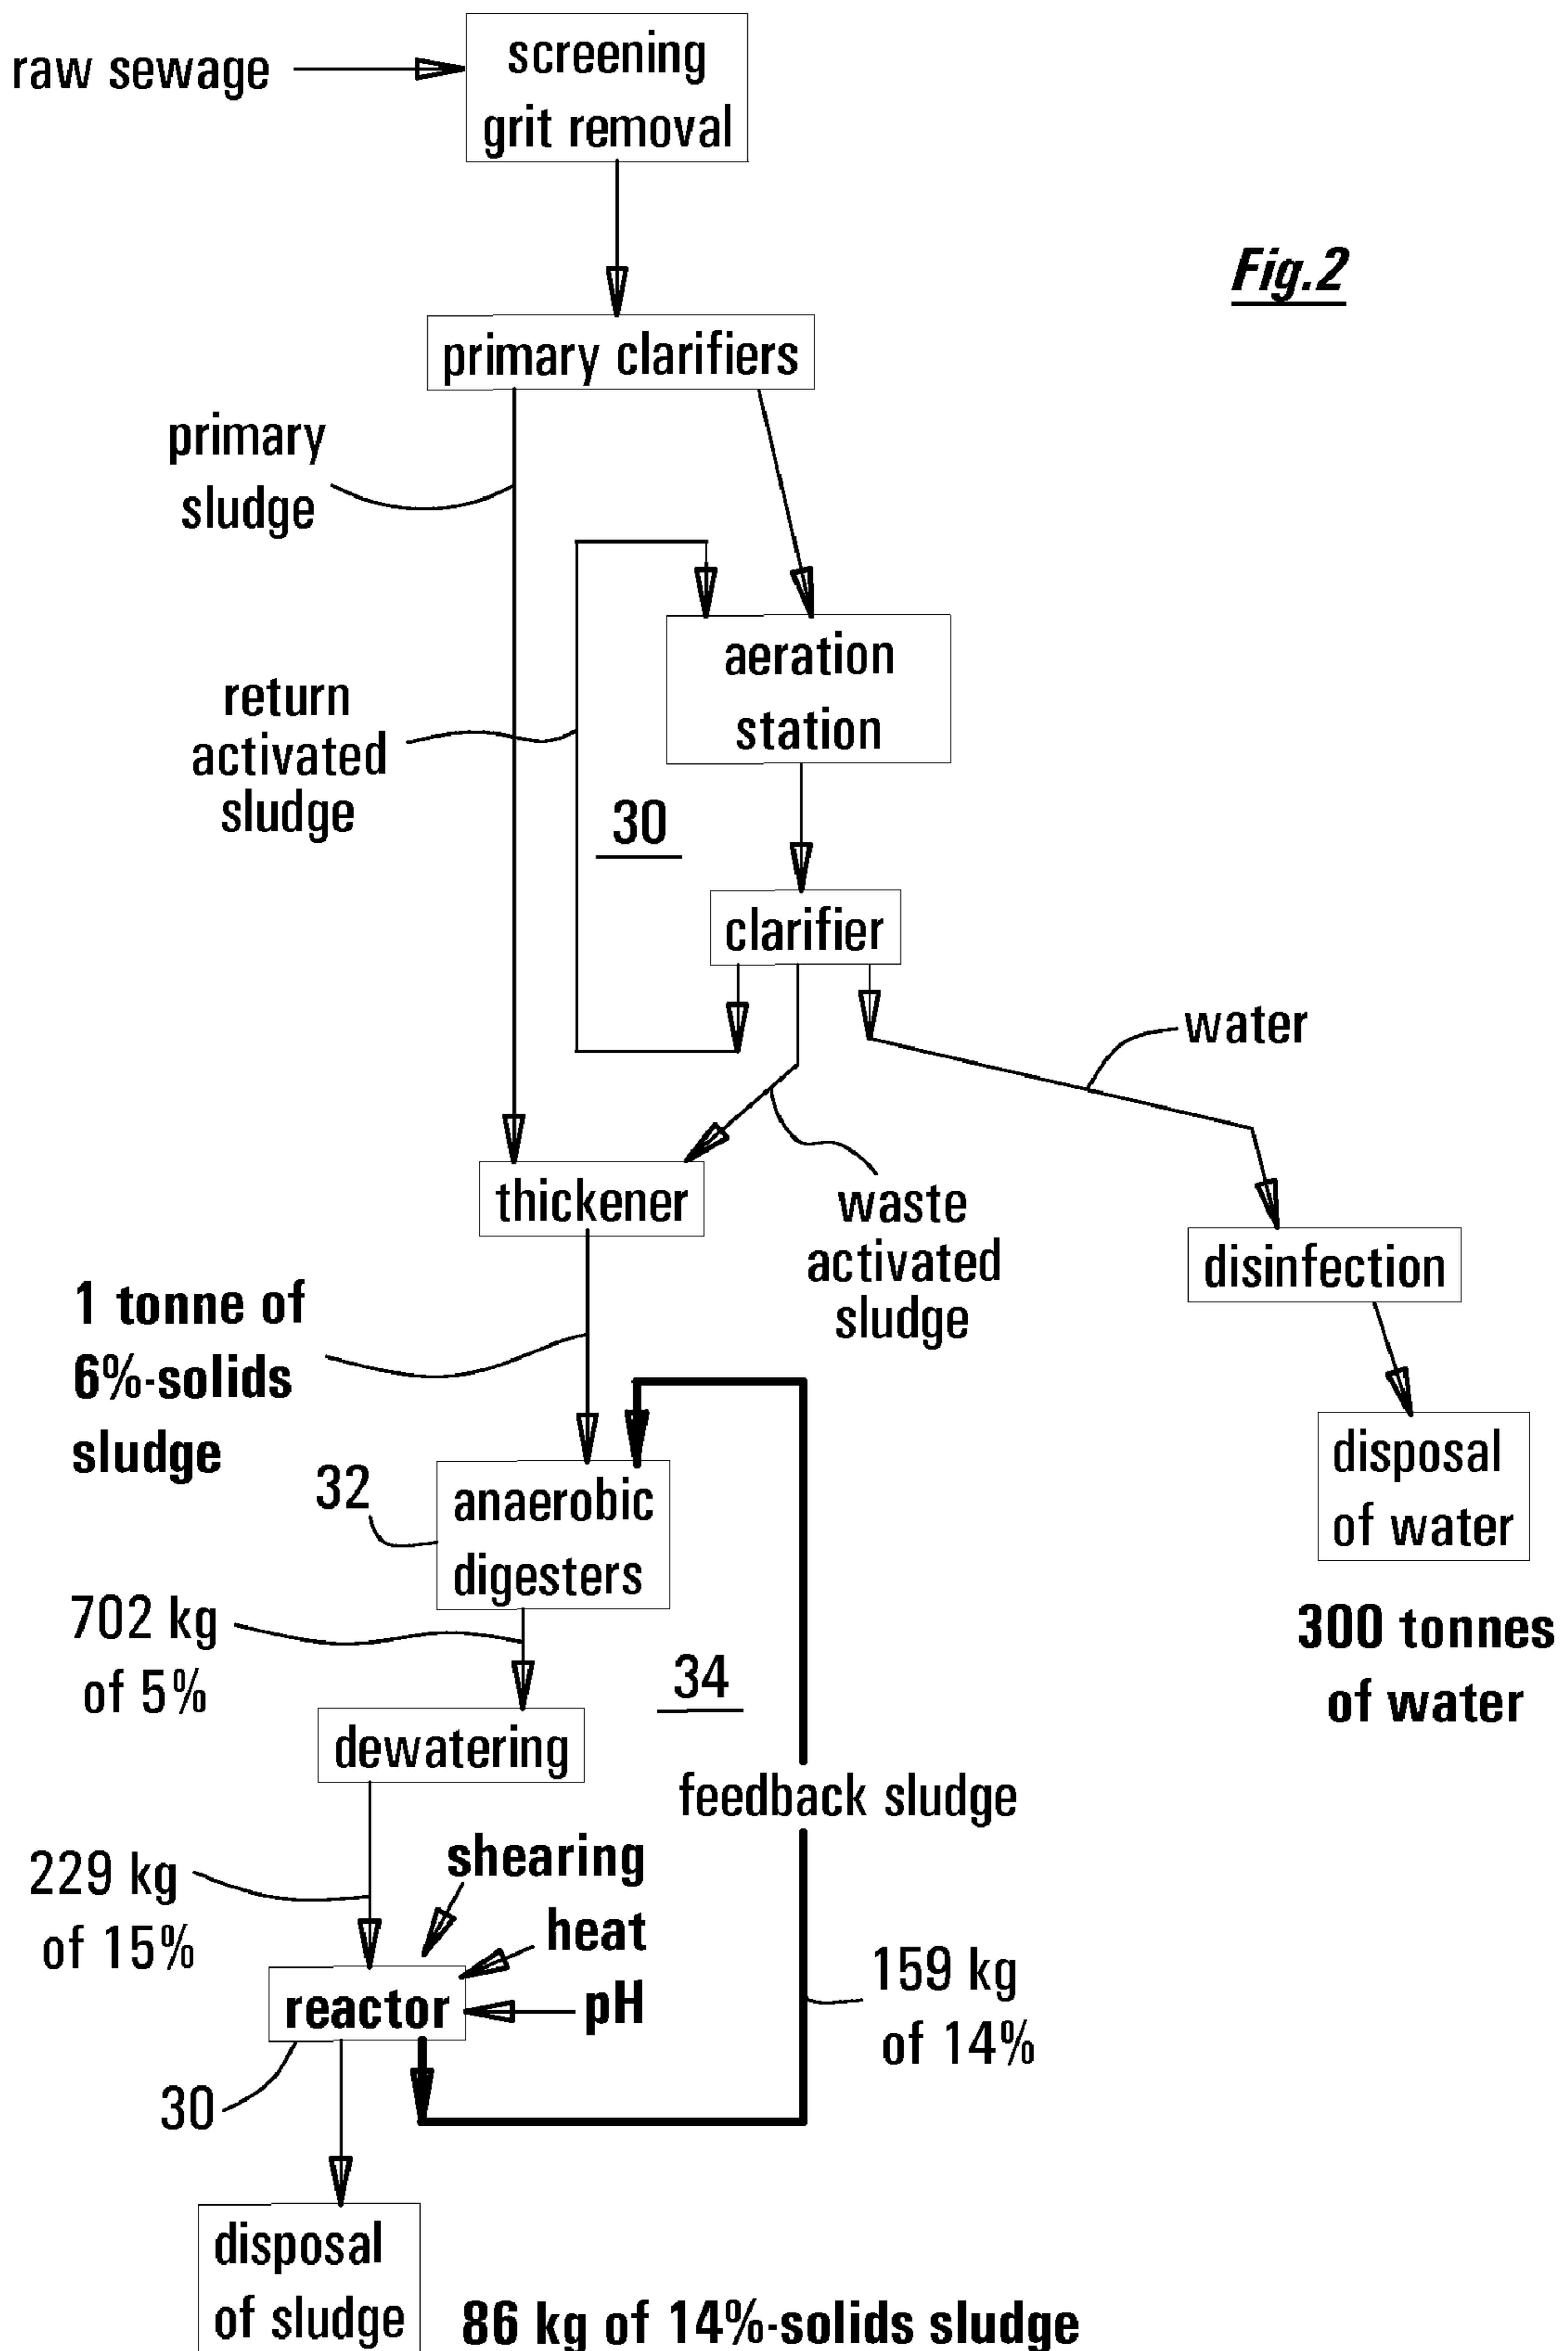 raw sewage
screening
grit removal
Fig.2
primary clarifiers
primary
sludge
aeration
station
return
activated
sludge
30
clarifier
water
thickener
waste
activated
sludge
disinfection
1 tonne of
6%-solids
sludge
disposal
of water
32
anaerobic
digesters
300 tonnes
of water
702 kg
of 5%
34
dewatering
feedback sludge
229 kg
of 15%
shearing
heat
pH
reactor
159 kg
of 14%
30
disposal
of sludge
86 kg of 14%-solids sludge